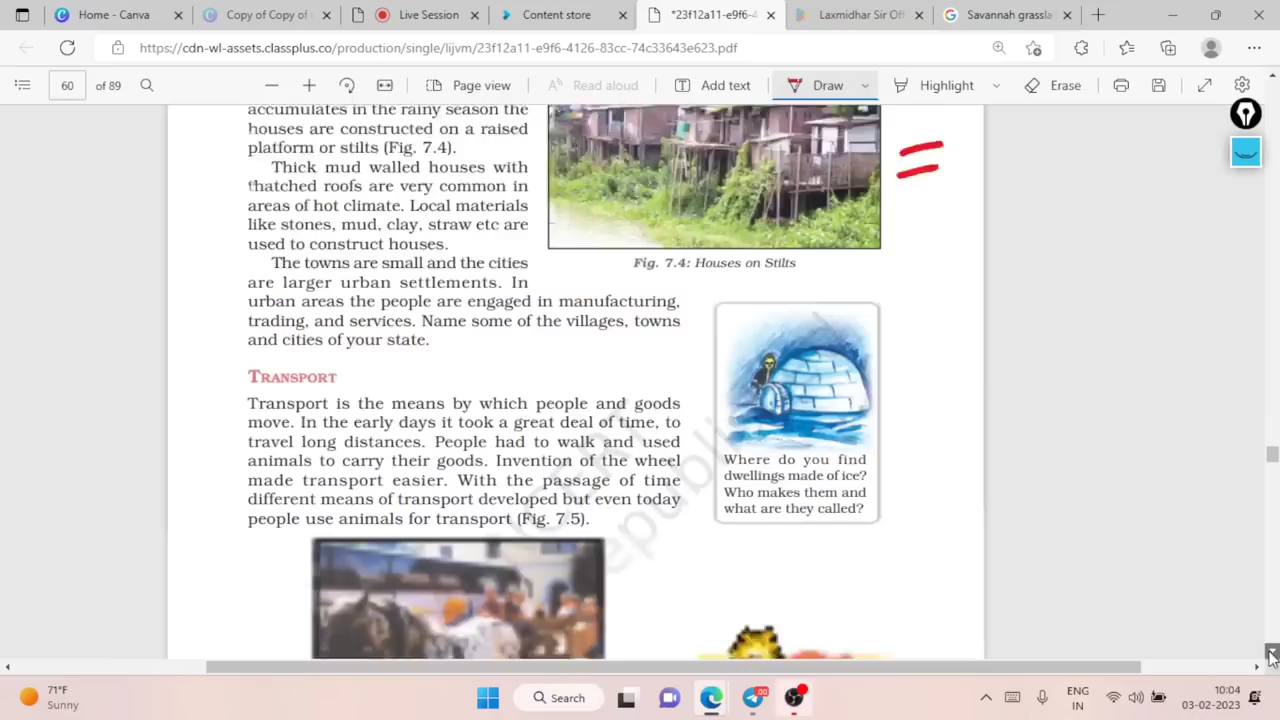 Home - Canva
Copy of Copy of
Live Session
Content store
*23f12a11-e9f6-4
Laxmidhar Sir Off
Savannah grassla
https://cdn-wl-assets.classplus.co/production/single/lijvm/23f12a11-e9f6-4126-83cc-74c33643e623.pdf
60 of 89
Page view
Read aloud
Add text
Draw
Highlight
Erase
accumulates in the rainy season the
houses are constructed on a raised
platform or stilts (Fig. 7.4).
Thick mud walled houses with
thatched roofs are very common in
areas of hot climate. Local materials
like stones, mud, clay, straw etc are
used to construct houses.
The towns are small and the cities
are larger urban settlements. In
urban areas the people are engaged in manufacturing,
trading, and services. Name some of the villages, towns
and cities of your state.
Fig. 7.4: Houses on Stilts
TRANSPORT
Transport is the means by which people and goods
move. In the early days it took a great deal of time, to
travel long distances. People had to walk and used
animals to carry their goods. Invention of the wheel
made transport easier. With the passage of time
different means of transport developed but even today
people use animals for transport (Fig. 7.5).
Where do you find
dwellings made of ice?
Who makes them and
what are they called?
71°F
Sunny
Search
ENG
IN
10:04
03-02-2023